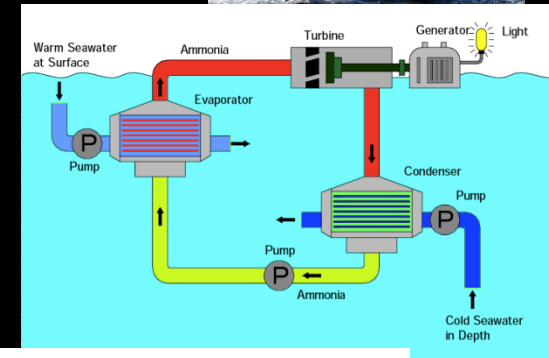 Warm Seawater
at Surface
Ammonia
Turbine
Generator
Light
Evaporator
P
Pump
Condenser
Pump
P
Pump
P
Ammonia
Cold Seawater
in Depth